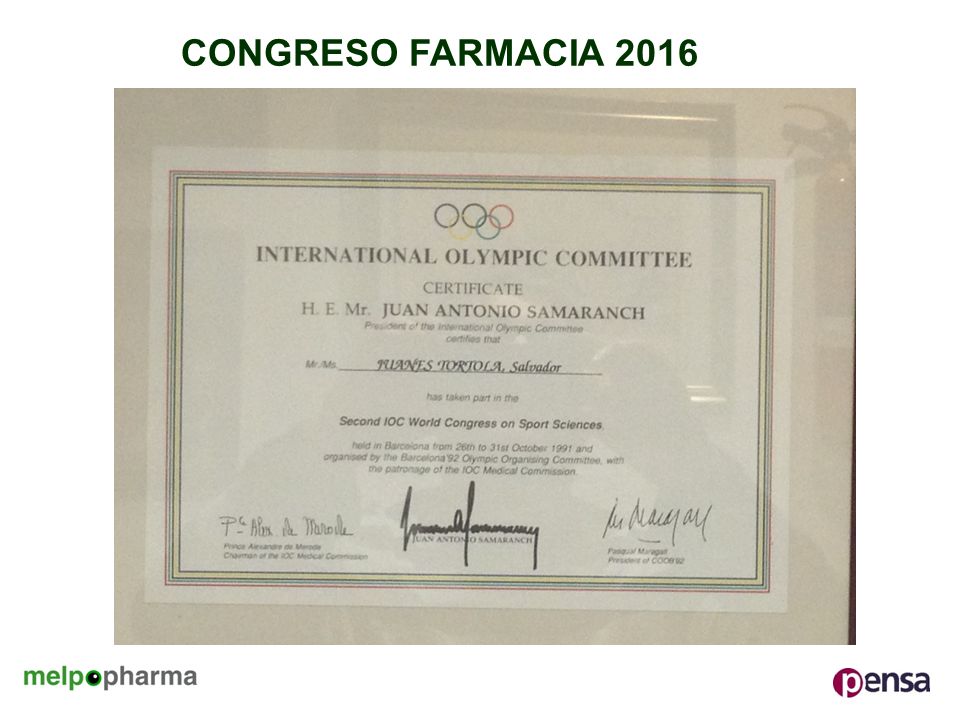 CONGRESO FARMACIA 2016
INTERNATIONAL OLYMPIC COMMITTEE
CERTIFICATE
H. E. Mr. JUAN ANTONIO SAMARANCH
President of the International Olympic Committee
certifies that
Mr./Ms. JUANES TORTOLA, Salvador
has taken part in the
Second IOC World Congress on Sport Sciences,
held in Barcelona from 26th to 31st October 1991 and
organised by the Barcelona'92 Olympic Organising Committee, with
the patronage of the IOC Medical Commission.
Pce Alex. de Merode
JUAN ANTONIO SAMARANCH
Prince Alexandre de Merode
Chairman of the IOC Medical Commission
Pasqual Maragall
President of COOB'92
melpopharma
pensa